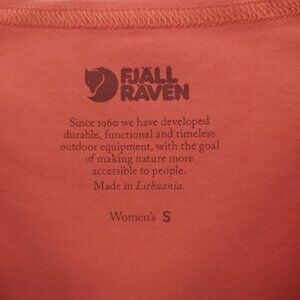 FJÄLL
RÄVEN
Since 1960 we have developed
durable, functional and timeless
outdoor equipment, with the goal
of making nature more
accessible to people.
Made in Lithuania.
Women's S